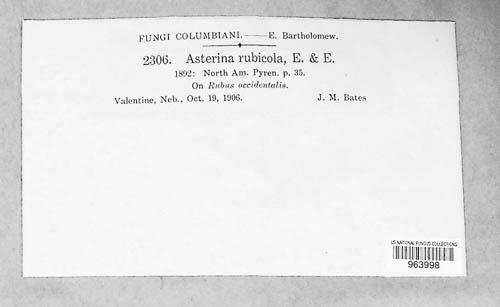 FUNGI COLUMBIANI.——E. Bartholomew.
2306. Asterina rubicola, E. & E.
1892: North Am. Pyren. p. 35.
On Rubus occidentalis.
Valentine, Neb., Oct. 19, 1906. J. M. Bates
US NATIONAL FUNGUS COLLECTIONS
963998